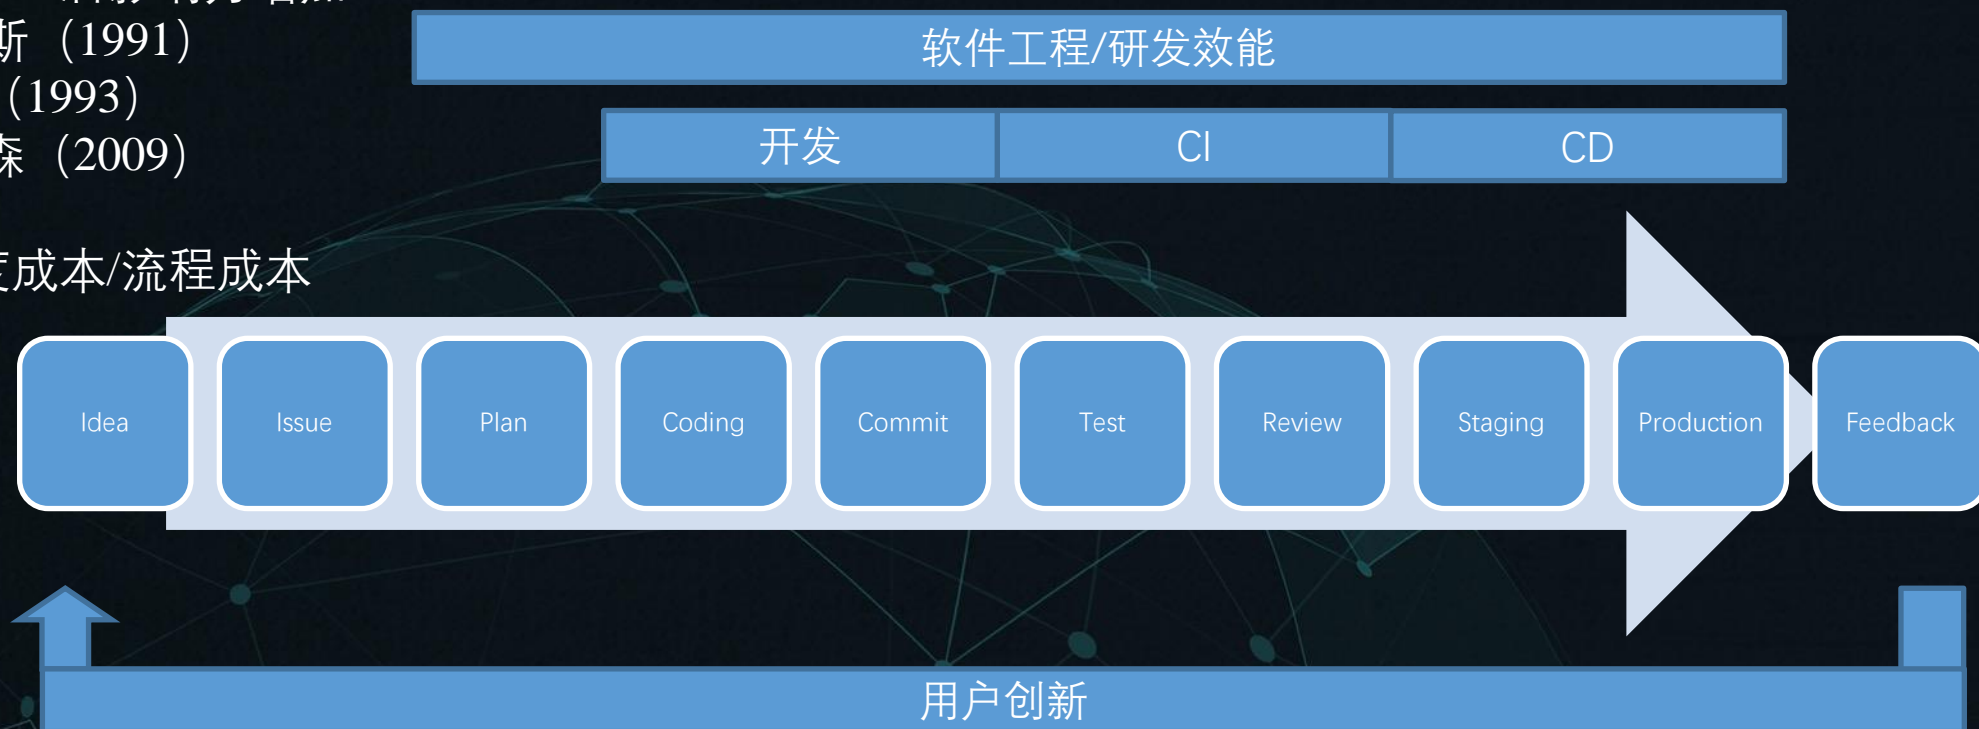 斯（1991）
（1993）
森（2009）
度成本/流程成本
软件工程/研发效能
开发
CI
CD
Idea
Issue
Plan
Coding
Commit
Test
Review
Staging
Production
Feedback
用户创新